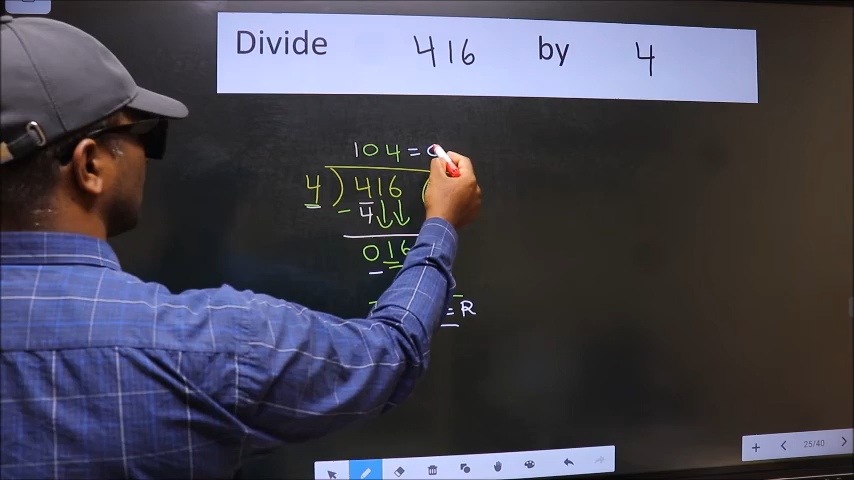 Divide 416 by 4
104 =
4 ) 416 (
- 4
016
= R
25/40